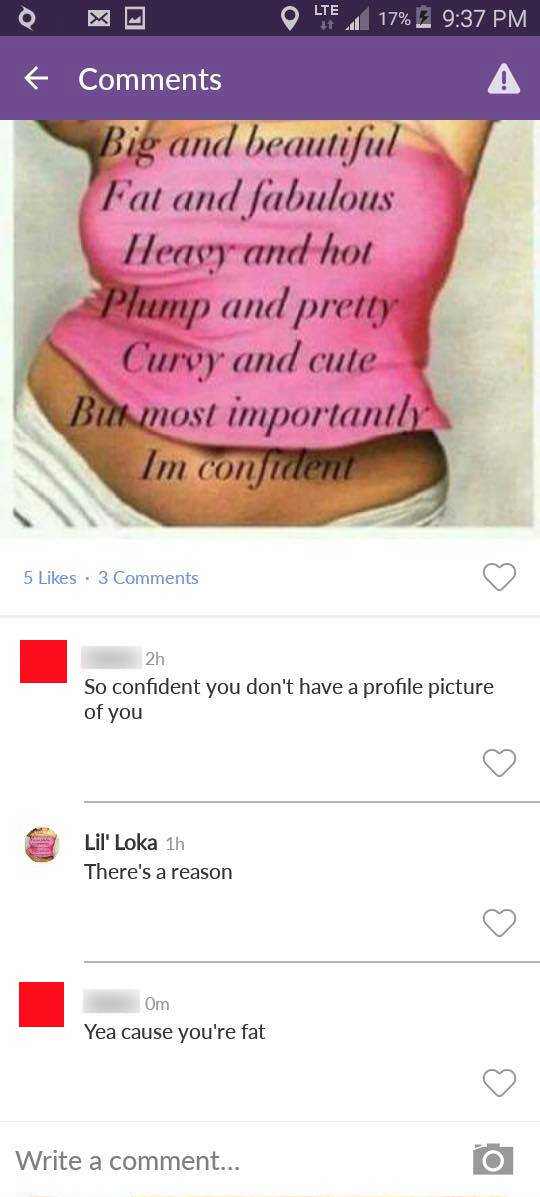 LTE 17% 9:37 PM
Comments
Big and beautiful
Fat and fabulous
Heavy and hot
Plump and pretty
Curvy and cute
But most importantly
Im confident
5 Likes · 3 Comments
2h
So confident you don't have a profile picture
of you
Lil' Loka 1h
There's a reason
0m
Yea cause you're fat
Write a comment...